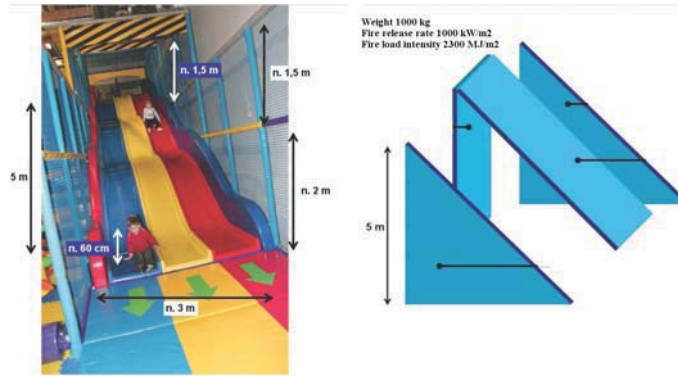 n. 1,5 m
n. 1,5 m
5 m
n. 2 m
n. 60 cm
n. 3 m
Weight 1000 kg
Fire release rate 1000 kW/m2
Fire load intensity 2300 MJ/m2
5 m